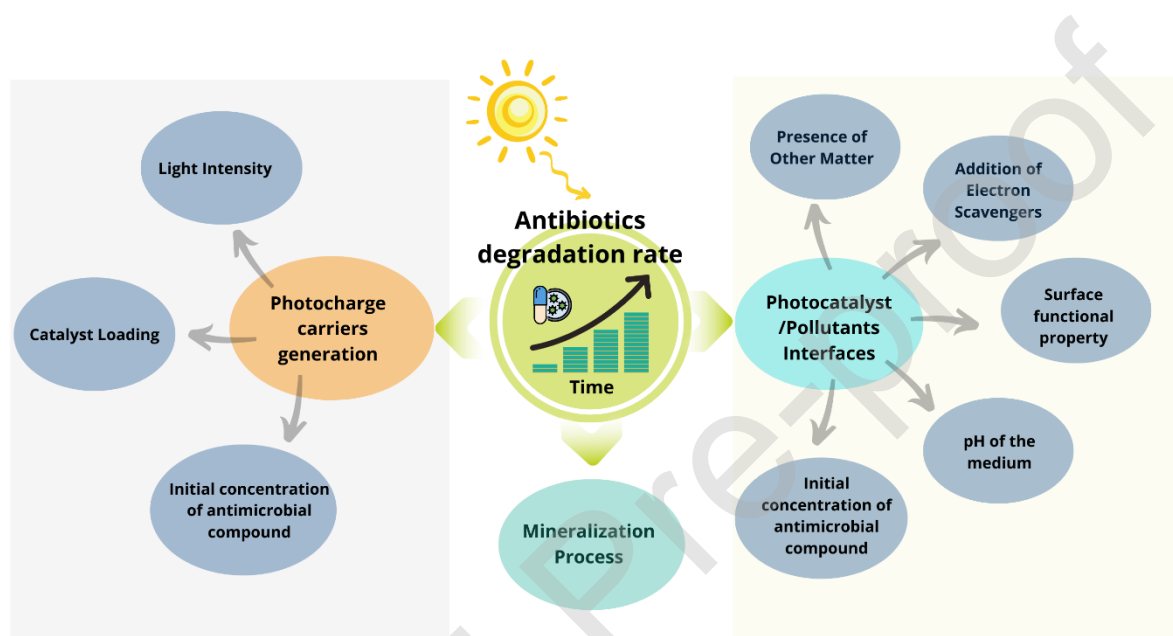 Antibiotics
degradation rate
Time
Photocharge
carriers
generation
Light Intensity
Catalyst Loading
Initial concentration
of antimicrobial
compound
Mineralization
Process
Photocatalyst
/Pollutants
Interfaces
Presence of
Other Matter
Addition of
Electron
Scavengers
Surface
functional
property
pH of the
medium
Initial
concentration of
antimicrobial
compound
Pre-proof